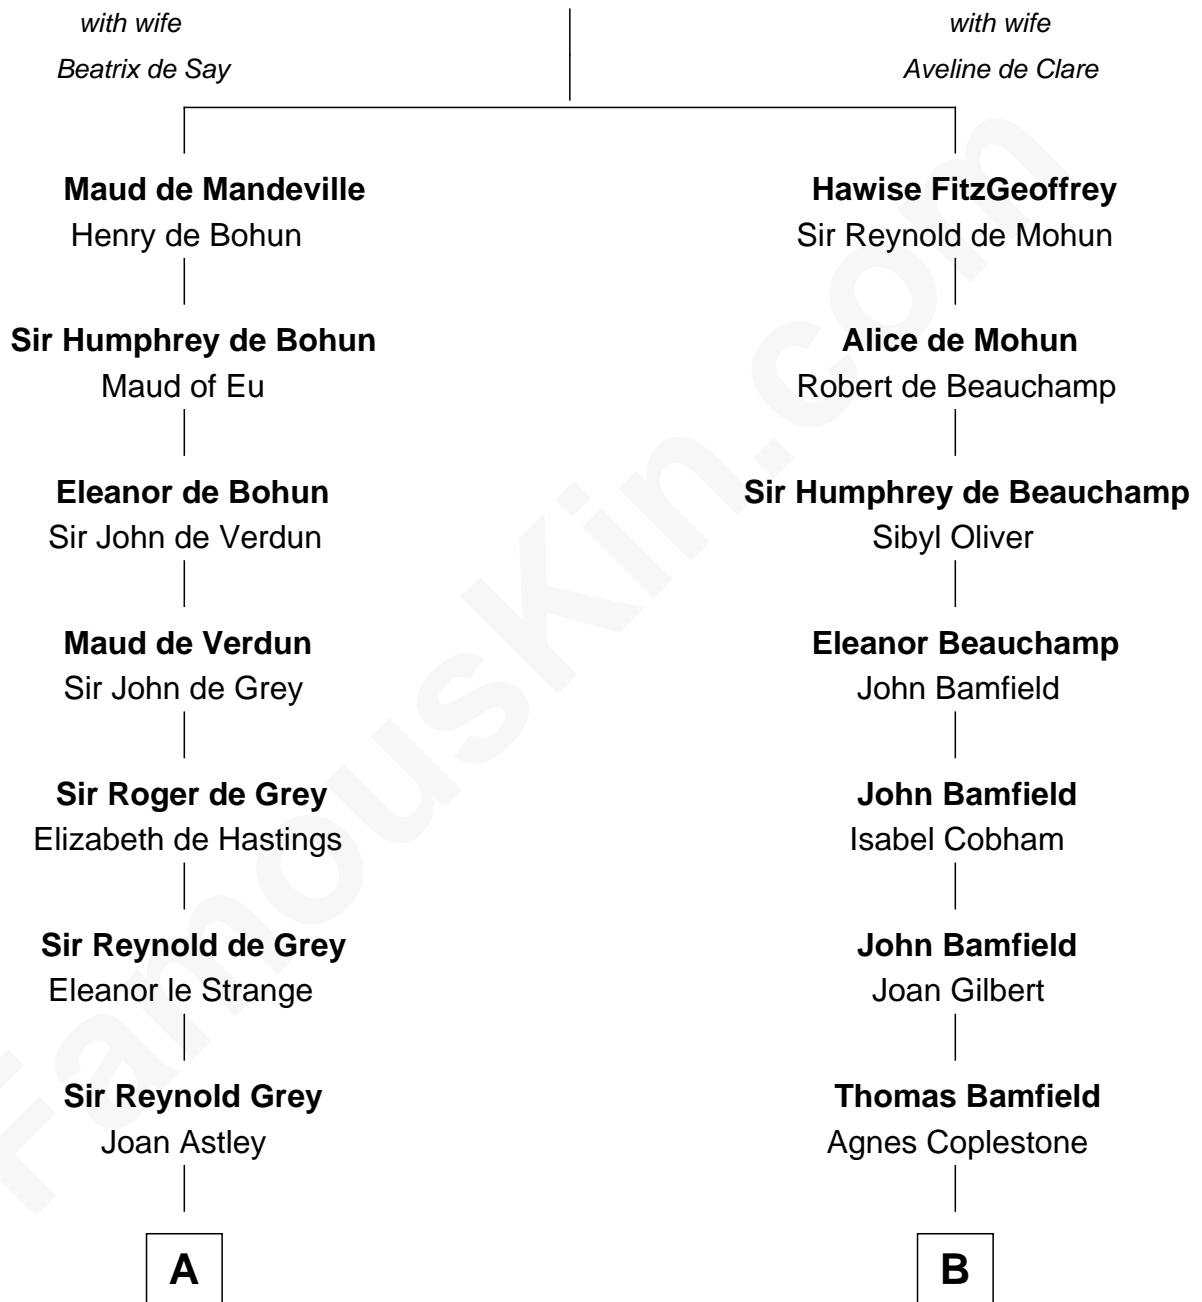 with wife
Beatrix de Say
with wife
Aveline de Clare
Maud de Mandeville
Henry de Bohun
Hawise FitzGeoffrey
Sir Reynold de Mohun
Sir Humphrey de Bohun
Maud of Eu
Alice de Mohun
Robert de Beauchamp
Eleanor de Bohun
Sir John de Verdun
Sir Humphrey de Beauchamp
Sibyl Oliver
Maud de Verdun
Sir John de Grey
Eleanor Beauchamp
John Bamfield
Sir Roger de Grey
Elizabeth de Hastings
John Bamfield
Isabel Cobham
Sir Reynold de Grey
Eleanor le Strange
John Bamfield
Joan Gilbert
Sir Reynold Grey
Joan Astley
Thomas Bamfield
Agnes Coplestone
A
B
FamousKin.com